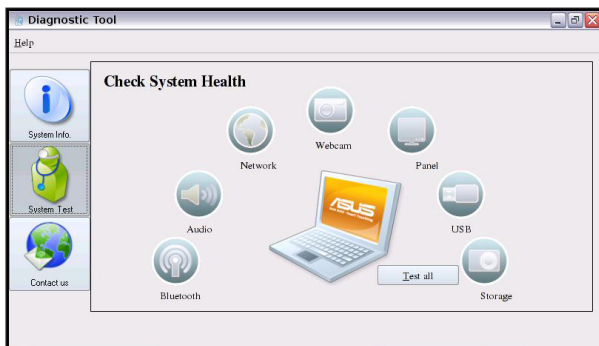 Diagnostic Tool
Help
Check System Health
System Info.
System Test
Contact us
Webcam
Network
Panel
Audio
USB
Bluetooth
Storage
ASUS
Test all